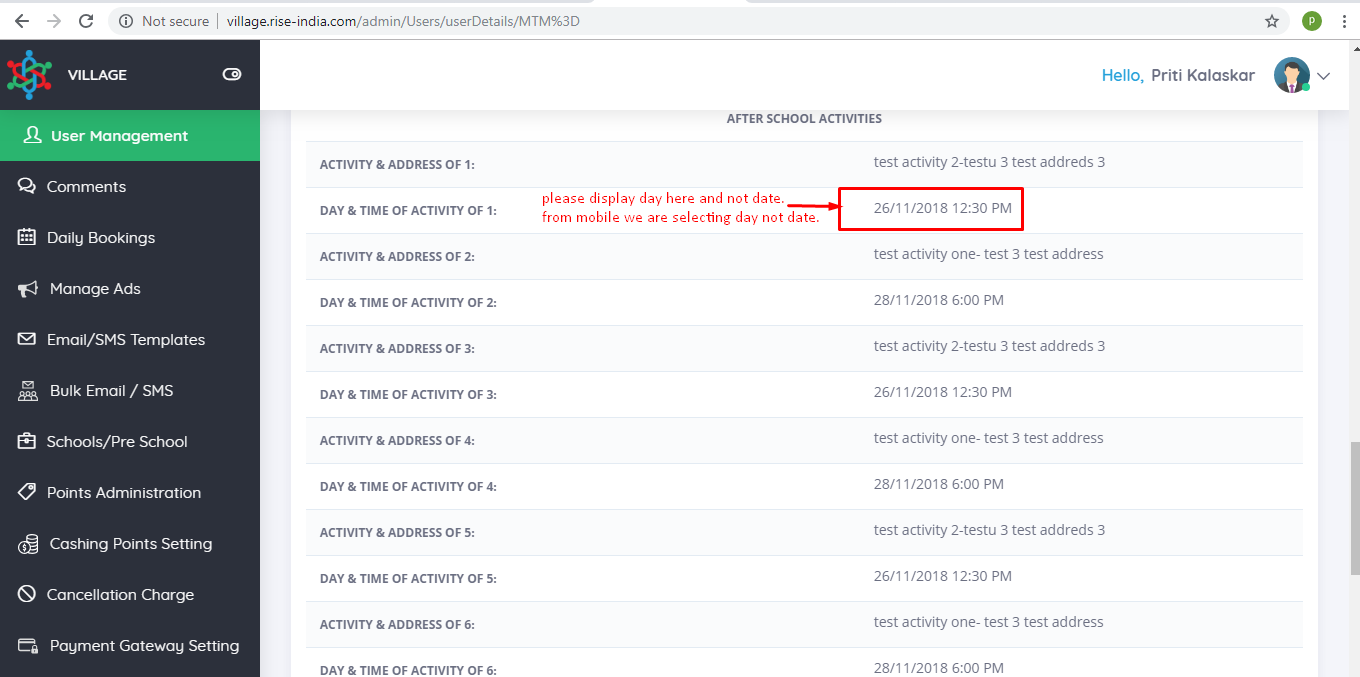 Not secure | village.rise-india.com/admin/Users/userDetails/MTM%3D
p
VILLAGE
Hello, Priti Kalaskar
User Management
Comments
Daily Bookings
Manage Ads
Email/SMS Templates
Bulk Email / SMS
Schools/Pre School
Points Administration
Cashing Points Setting
Cancellation Charge
Payment Gateway Setting
AFTER SCHOOL ACTIVITIES
ACTIVITY & ADDRESS OF 1: test activity 2-testu 3 test addreds 3
please display day here and not date.
DAY & TIME OF ACTIVITY OF 1: 26/11/2018 12:30 PM
from mobile we are selecting day not date.
ACTIVITY & ADDRESS OF 2: test activity one- test 3 test address
DAY & TIME OF ACTIVITY OF 2: 28/11/2018 6:00 PM
ACTIVITY & ADDRESS OF 3: test activity 2-testu 3 test addreds 3
DAY & TIME OF ACTIVITY OF 3: 26/11/2018 12:30 PM
ACTIVITY & ADDRESS OF 4: test activity one- test 3 test address
DAY & TIME OF ACTIVITY OF 4: 28/11/2018 6:00 PM
ACTIVITY & ADDRESS OF 5: test activity 2-testu 3 test addreds 3
DAY & TIME OF ACTIVITY OF 5: 26/11/2018 12:30 PM
ACTIVITY & ADDRESS OF 6: test activity one- test 3 test address
DAY & TIME OF ACTIVITY OF 6: 28/11/2018 6:00 PM